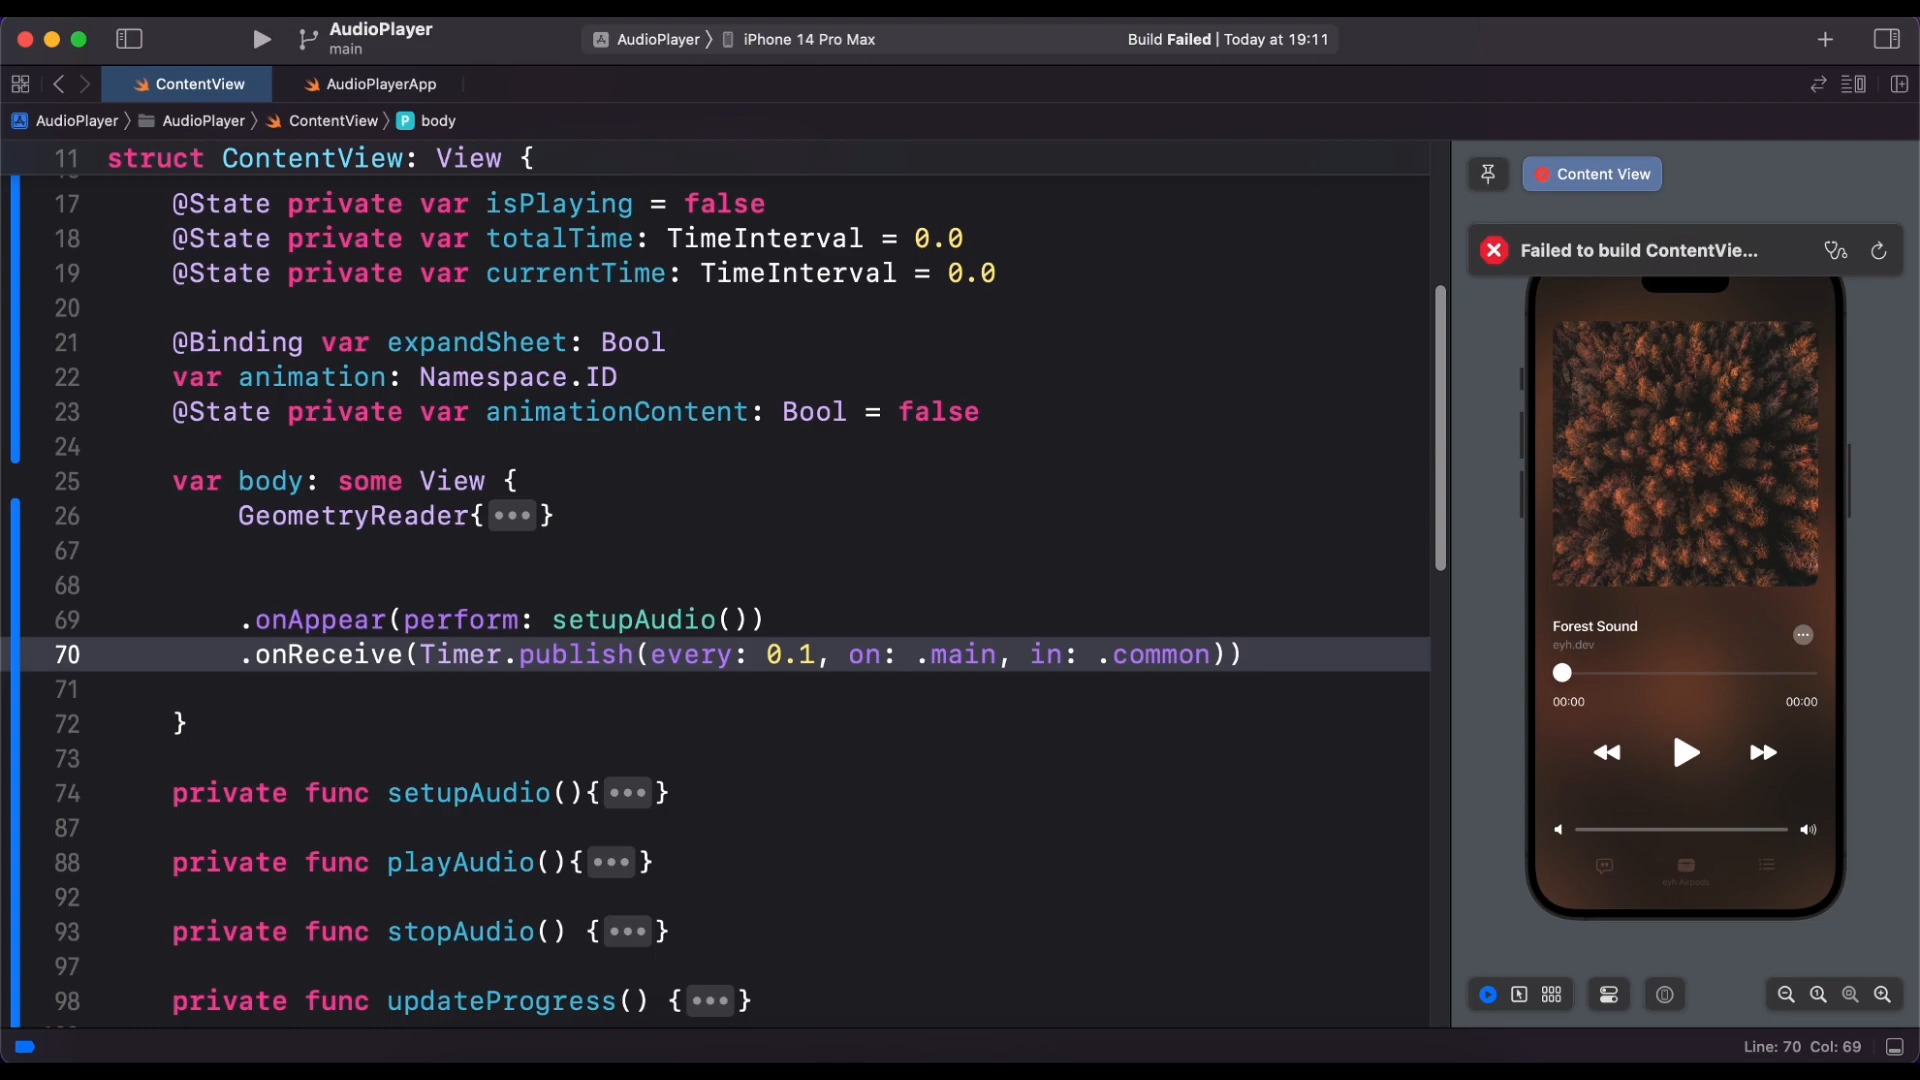 AudioPlayer
main
AudioPlayer 〉 iPhone 14 Pro Max
Build Failed | Today at 19:11
ContentView
AudioPlayerApp
AudioPlayer 〉 AudioPlayer 〉 ContentView 〉 P body
11 struct ContentView: View {
17 @State private var isPlaying = false
18 @State private var totalTime: TimeInterval = 0.0
19 @State private var currentTime: TimeInterval = 0.0
20
21 @Binding var expandSheet: Bool
22 var animation: Namespace.ID
23 @State private var animationContent: Bool = false
24
25 var body: some View {
26 GeometryReader{•••}
67
68
69 .onAppear(perform: setupAudio())
70 .onReceive(Timer.publish(every: 0.1, on: .main, in: .common))
71
72 }
73
74 private func setupAudio(){•••}
87
88 private func playAudio(){•••}
92
93 private func stopAudio() {•••}
97
98 private func updateProgress() {•••}
Content View
Failed to build ContentVie...
Forest Sound
eyh.dev
00:00
00:00
eyh Airpods
Line: 70 Col: 69